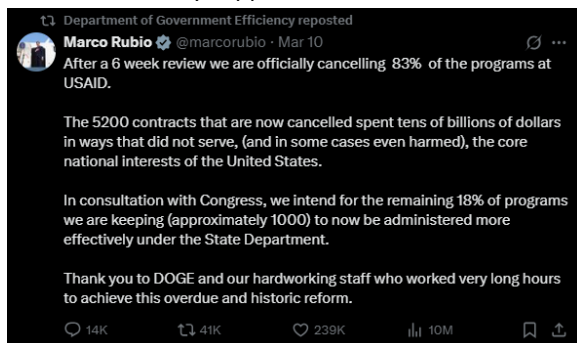 Department of Government Efficiency reposted
Marco Rubio @marcorubio · Mar 10
After a 6 week review we are officially cancelling 83% of the programs at
USAID.
The 5200 contracts that are now cancelled spent tens of billions of dollars
in ways that did not serve, (and in some cases even harmed), the core
national interests of the United States.
In consultation with Congress, we intend for the remaining 18% of programs
we are keeping (approximately 1000) to now be administered more
effectively under the State Department.
Thank you to DOGE and our hardworking staff who worked very long hours
to achieve this overdue and historic reform.
14K 41K 239K 10M